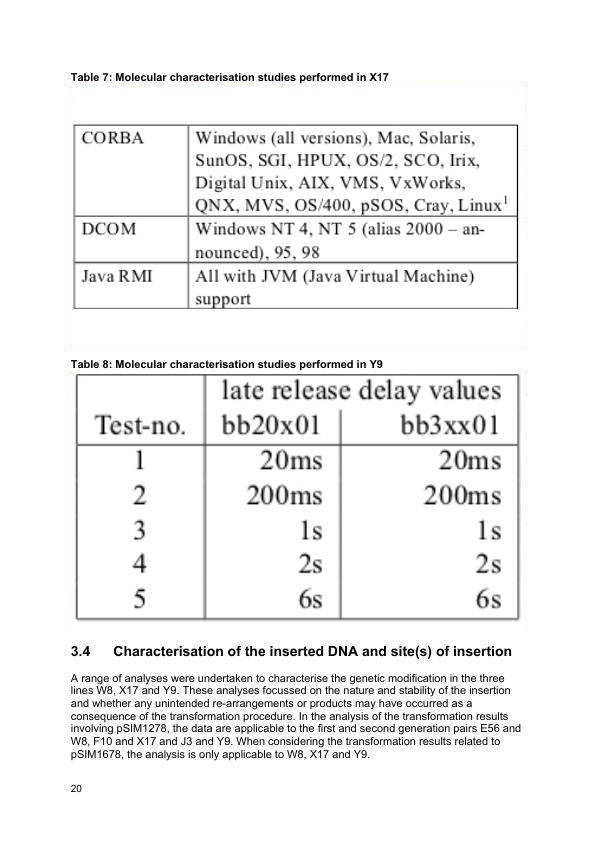 Table 7: Molecular characterisation studies performed in X17
CORBA Windows (all versions), Mac, Solaris,
SunOS, SGI, HPUX, OS/2, SCO, Irix,
Digital Unix, AIX, VMS, VxWorks,
QNX, MVS, OS/400, pSOS, Cray, Linux¹
DCOM Windows NT 4, NT 5 (alias 2000 – an-
nounced), 95, 98
Java RMI All with JVM (Java Virtual Machine)
support
Table 8: Molecular characterisation studies performed in Y9
late release delay values
Test-no. bb20x01 bb3xx01
1 20ms 20ms
2 200ms 200ms
3 1s 1s
4 2s 2s
5 6s 6s
3.4 Characterisation of the inserted DNA and site(s) of insertion
A range of analyses were undertaken to characterise the genetic modification in the three
lines W8, X17 and Y9. These analyses focussed on the nature and stability of the insertion
and whether any unintended re-arrangements or products may have occurred as a
consequence of the transformation procedure. In the analysis of the transformation results
involving pSIM1278, the data are applicable to the first and second generation pairs E56 and
W8, F10 and X17 and J3 and Y9. When considering the transformation results related to
pSIM1678, the analysis is only applicable to W8, X17 and Y9.
20